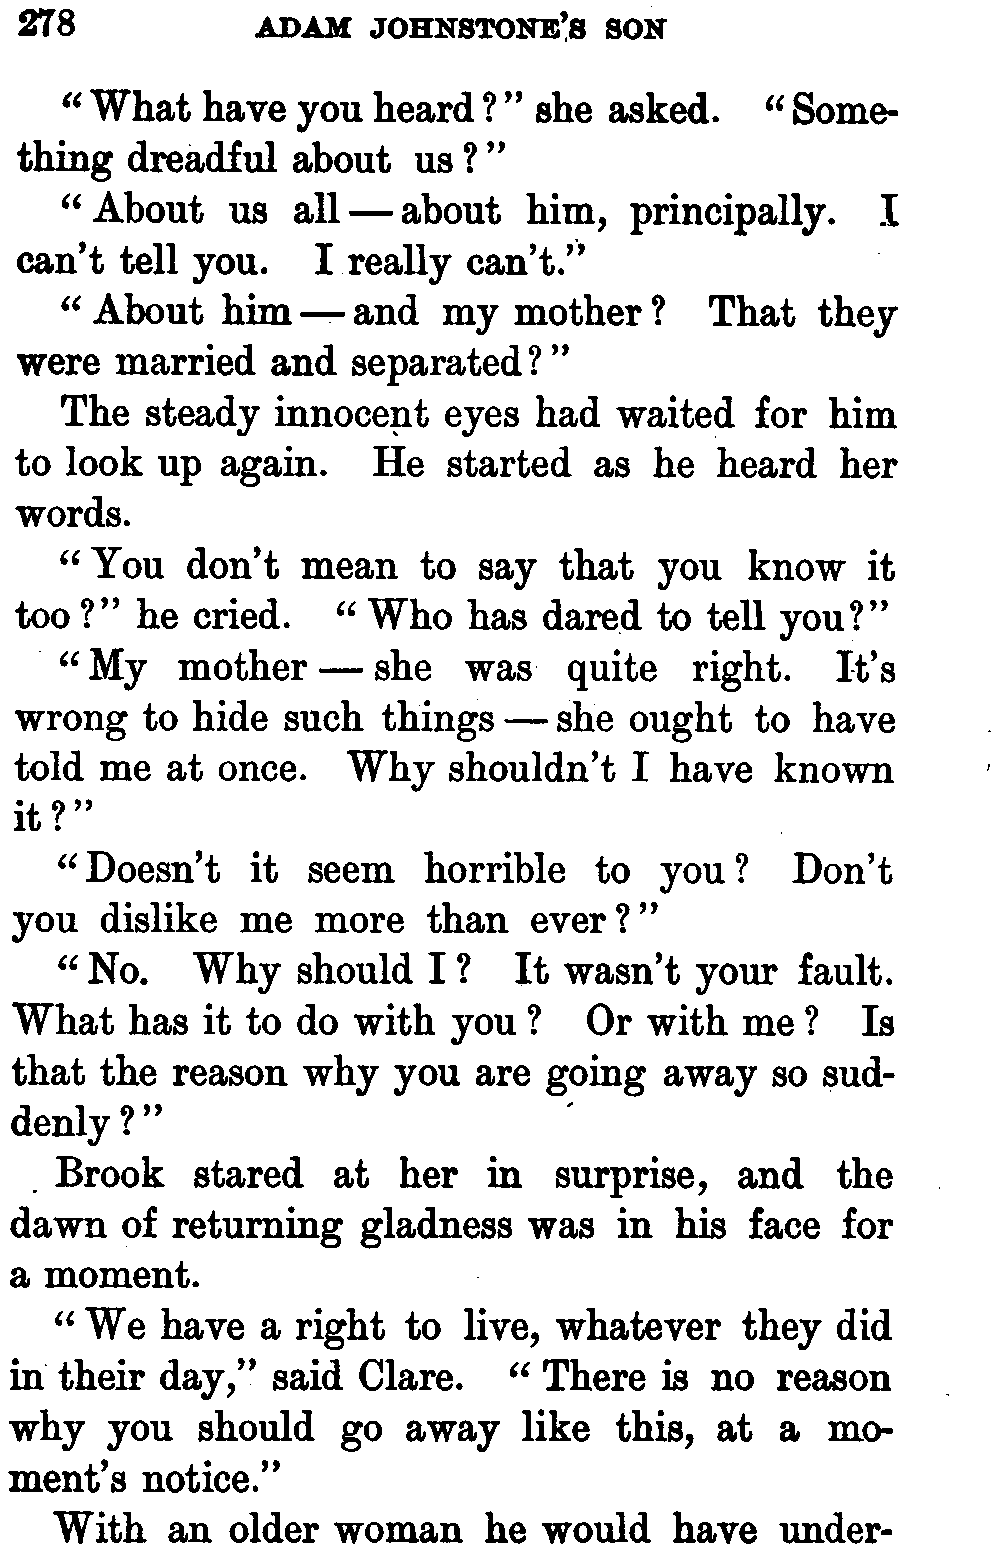 278 ADAM JOHNSTONE'S SON
"What have you heard?" she asked. "Some-
thing dreadful about us?"
"About us all — about him, principally. I
can't tell you. I really can't."
"About him — and my mother? That they
were married and separated?"
The steady innocent eyes had waited for him
to look up again. He started as he heard her
words.
"You don't mean to say that you know it
too?" he cried. "Who has dared to tell you?"
"My mother — she was quite right. It's
wrong to hide such things — she ought to have
told me at once. Why shouldn't I have known
it?"
"Doesn't it seem horrible to you? Don't
you dislike me more than ever?"
"No. Why should I? It wasn't your fault.
What has it to do with you? Or with me? Is
that the reason why you are going away so sud-
denly?"
Brook stared at her in surprise, and the
dawn of returning gladness was in his face for
a moment.
"We have a right to live, whatever they did
in their day," said Clare. "There is no reason
why you should go away like this, at a mo-
ment's notice."
With an older woman he would have under-